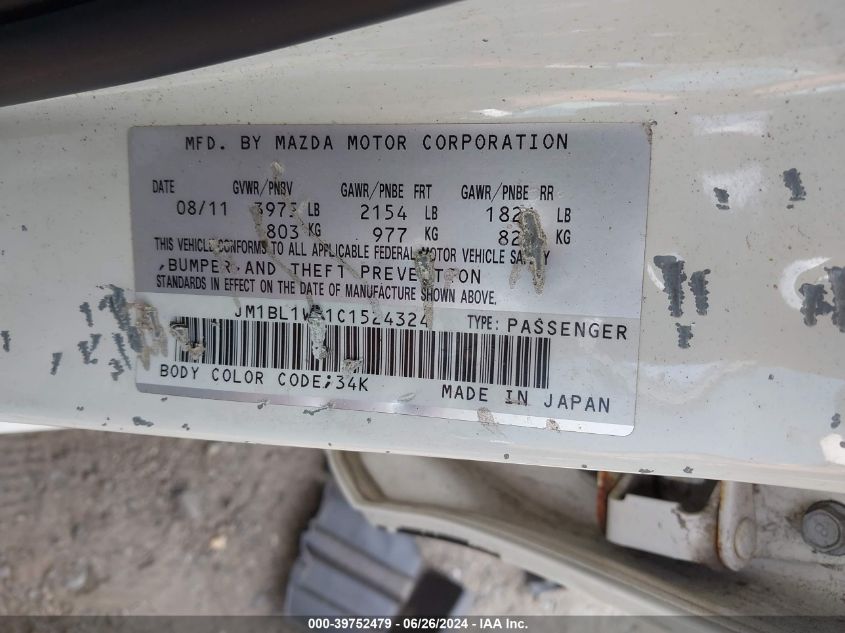 MFD. BY MAZDA MOTOR CORPORATION
DATE GVWR/PNBV GAWR/PNBE FRT GAWR/PNBE RR
08/11 3973 LB 2154 LB LB
803 KG 977 KG KG
THIS VEHICLE CONFORMS TO ALL APPLICABLE FEDERAL MOTOR VEHICLE SAFETY
,BUMPER AND THEFT PREVENTION
STANDARDS IN EFFECT ON THE DATE OF MANUFACTURE SHOWN ABOVE.
TYPE: PASSENGER
BODY COLOR CODE;34K MADE IN JAPAN
000-39752479 - 06/26/2024 - IAA Inc.